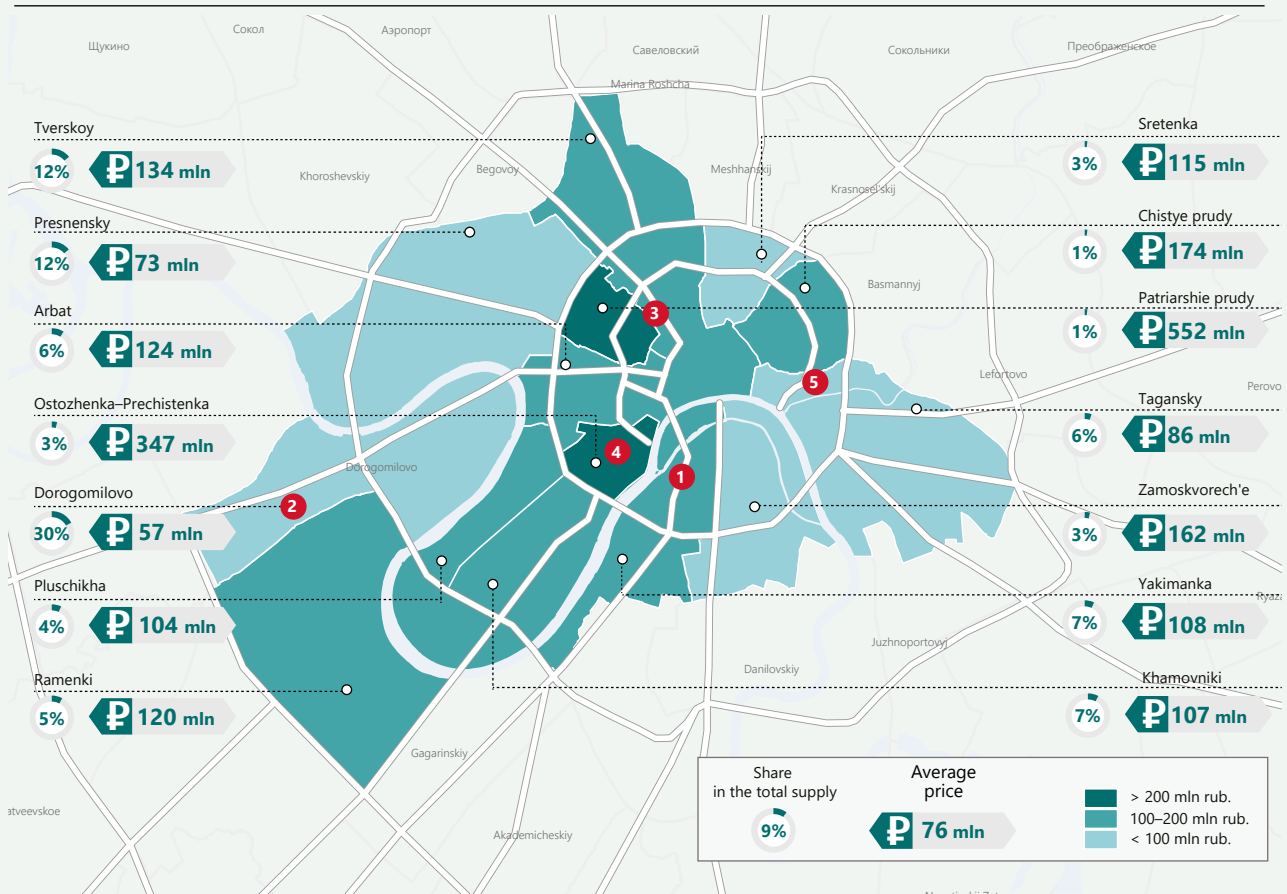 Щукино
Сокол
Аэропорт
Савеловский
Сокольники
Преображенское
Marina Roshcha
Tverskoy
12%
₽ 134 mln
Khoroshevskiy
Begovoy
Meshhanskij
Krasnosel'skij
Sretenka
3%
₽ 115 mln
Presnensky
12%
₽ 73 mln
Chistye prudy
1%
₽ 174 mln
Basmannyj
Arbat
6%
₽ 124 mln
3
Patriarshie prudy
1%
₽ 552 mln
Lefortovo
Perovo
5
Ostozhenka–Prechistenka
3%
₽ 347 mln
Tagansky
6%
₽ 86 mln
4
1
Dorogomilovo
Dorogomilovo
30%
₽ 57 mln
2
Zamoskvorech'e
3%
₽ 162 mln
Pluschikha
4%
₽ 104 mln
Yakimanka
7%
₽ 108 mln
Ryaza
Juzhnoportovyj
Danilovskiy
Ramenki
5%
₽ 120 mln
Khamovniki
7%
₽ 107 mln
Gagarinskiy
atveevskoe
Akademicheskiy
Share
in the total supply
9%
Average
price
₽ 76 mln
> 200 mln rub.
100–200 mln rub.
< 100 mln rub.